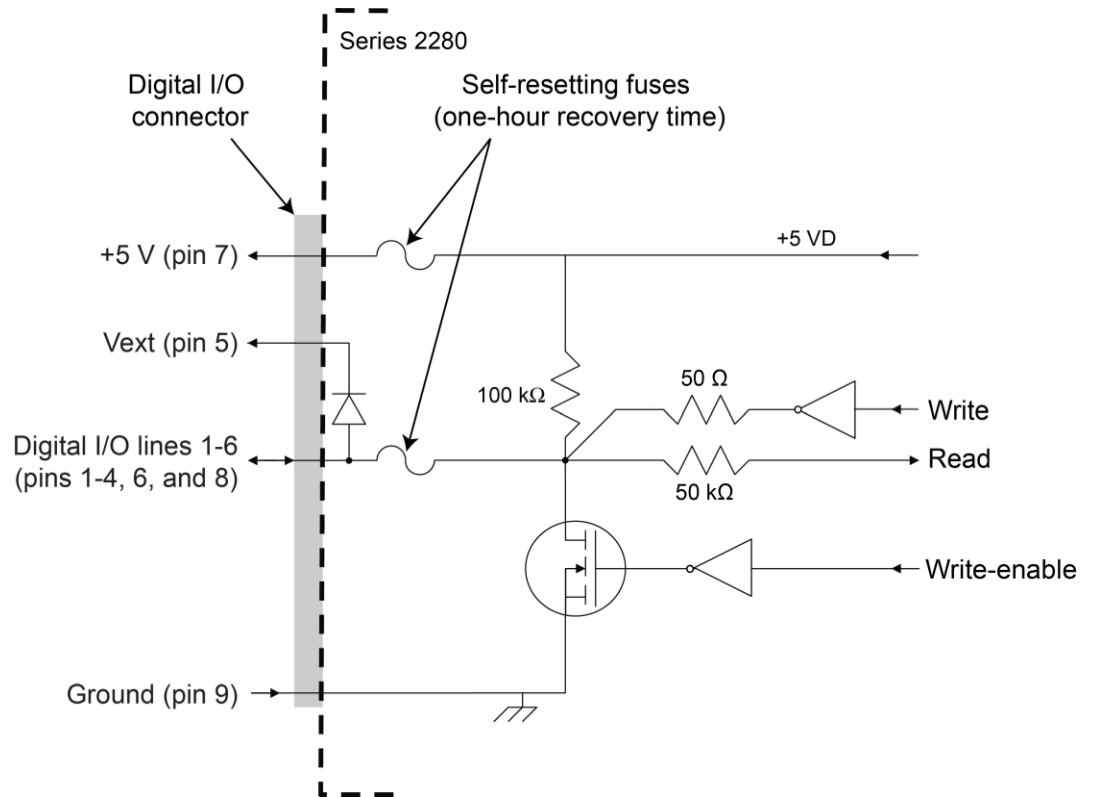 Series 2280
Digital I/O
connector
Self-resetting fuses
(one-hour recovery time)
+5 V (pin 7)
+5 VD
Vext (pin 5)
100 kΩ
50 Ω
Write
Digital I/O lines 1-6
(pins 1-4, 6, and 8)
Read
50 kΩ
Write-enable
Ground (pin 9)